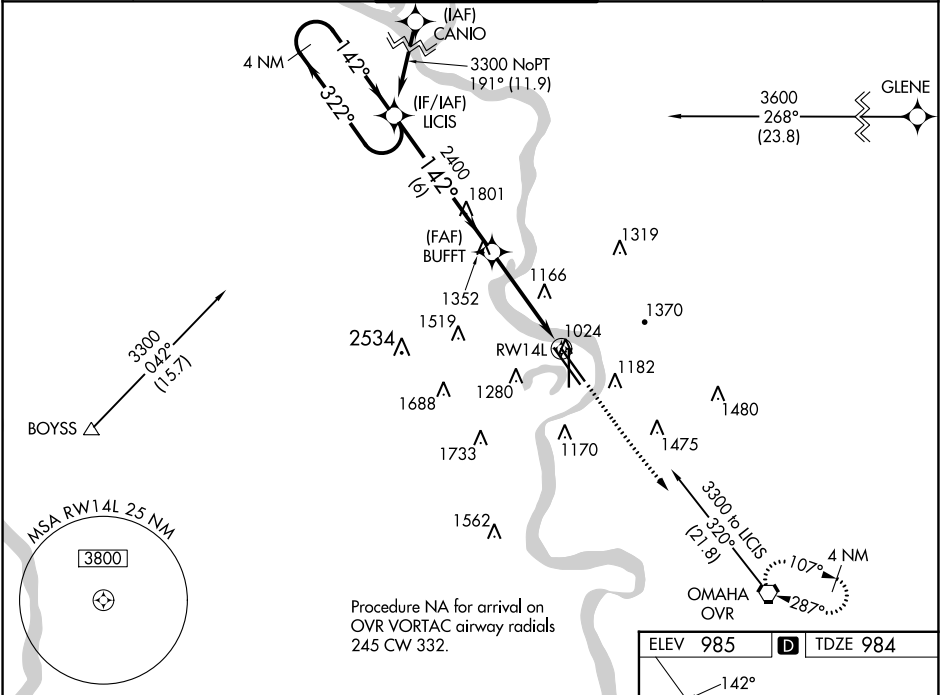 (IAF)
CANIO
4 NM
142°
322°
3300 NoPT
191° (11.9)
(IF/IAF)
LICIS
GLENE
3600
268°
(23.8)
2400
142°
(6)
1801
(FAF)
BUFFT
1319
1352
1166
1370
3300
042°
(15.7)
1519
2534
1024
RW14L
1182
1280
1688
1480
BOYSS
1733
1170
1475
MSA RW14L 25 NM
3800
1562
3300 to LICIS
320°
(21.8)
4 NM
107°
287°
OMAHA
OVR
Procedure NA for arrival on
OVR VORTAC airway radials
245 CW 332.
ELEV 985 D TDZE 984
142°